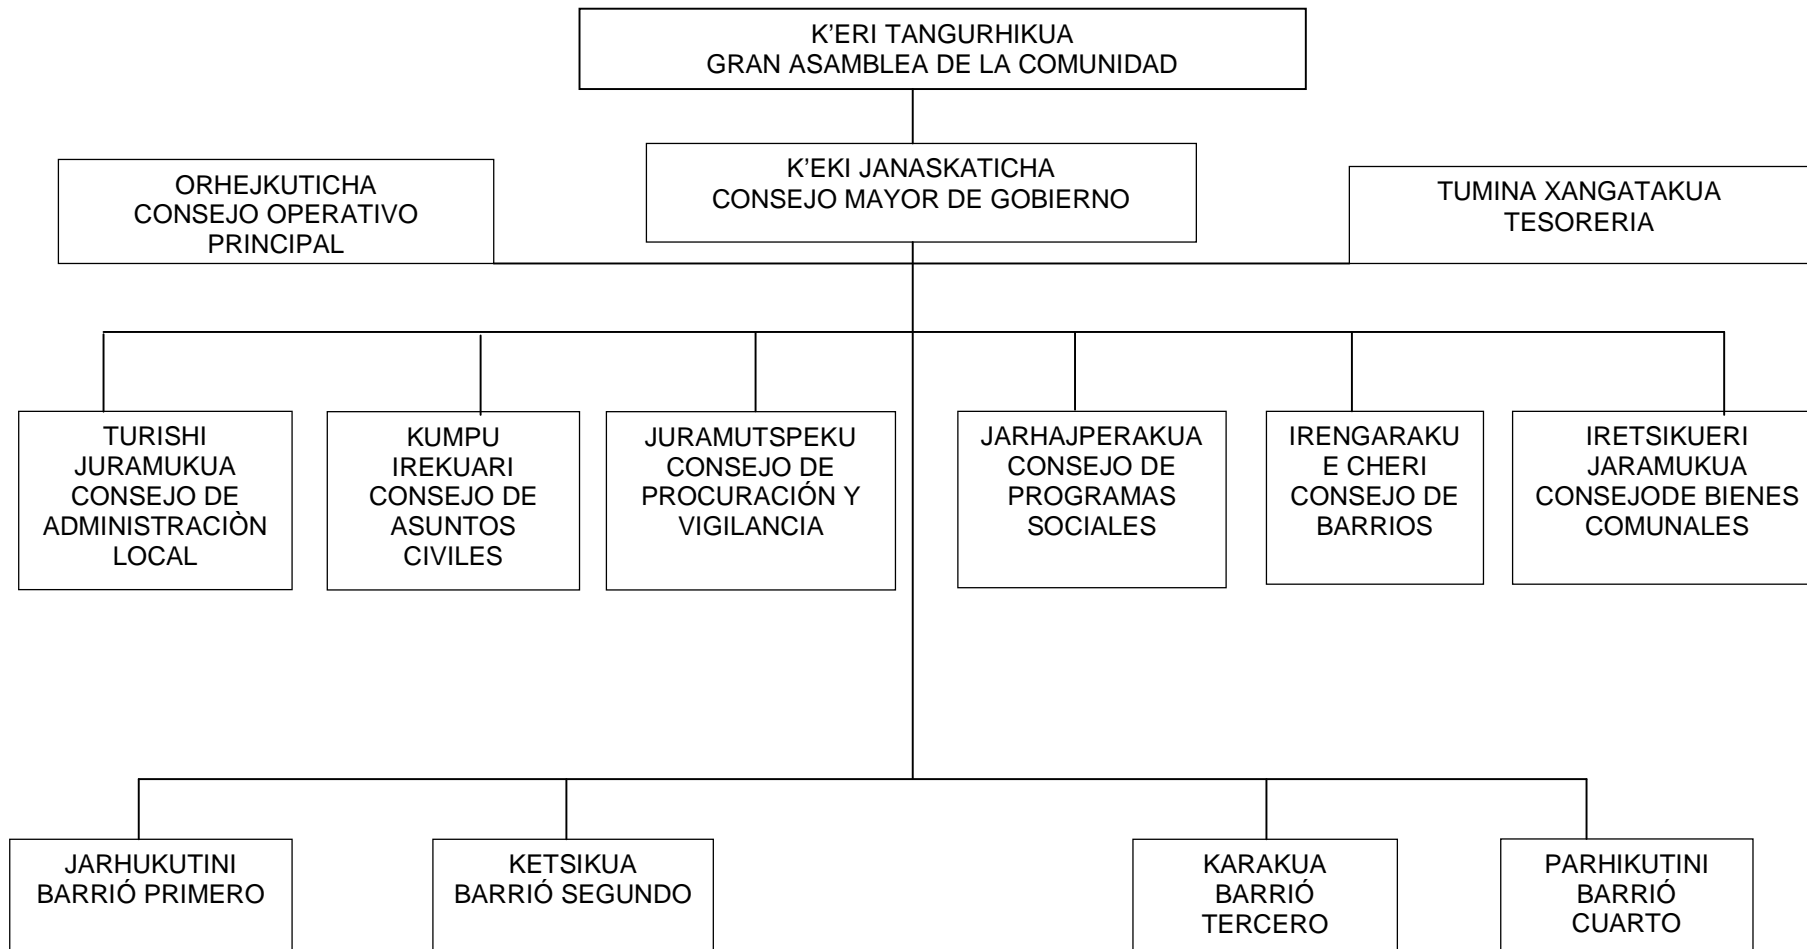 K’ERI TANGURHIKUA
GRAN ASAMBLEA DE LA COMUNIDAD
ORHEJKUTICHA
CONSEJO OPERATIVO
PRINCIPAL
K’EKI JANASKATICHA
CONSEJO MAYOR DE GOBIERNO
TUMINA XANGATAKUA
TESORERIA
TURISHI
JURAMUKUA
CONSEJO DE
ADMINISTRACIÒN
LOCAL
KUMPU
IREKUARI
CONSEJO DE
ASUNTOS
CIVILES
JURAMUTSPEKU
CONSEJO DE
PROCURACIÓN Y
VIGILANCIA
JARHAJPERAKUA
CONSEJO DE
PROGRAMAS
SOCIALES
IRENGARAKU
E CHERI
CONSEJO DE
BARRIOS
IRETSIKUERI
JARAMUKUA
CONSEJODE BIENES
COMUNALES
JARHUKUTINI
BARRIÓ PRIMERO
KETSIKUA
BARRIÓ SEGUNDO
KARAKUA
BARRIÓ
TERCERO
PARHIKUTINI
BARRIÓ
CUARTO